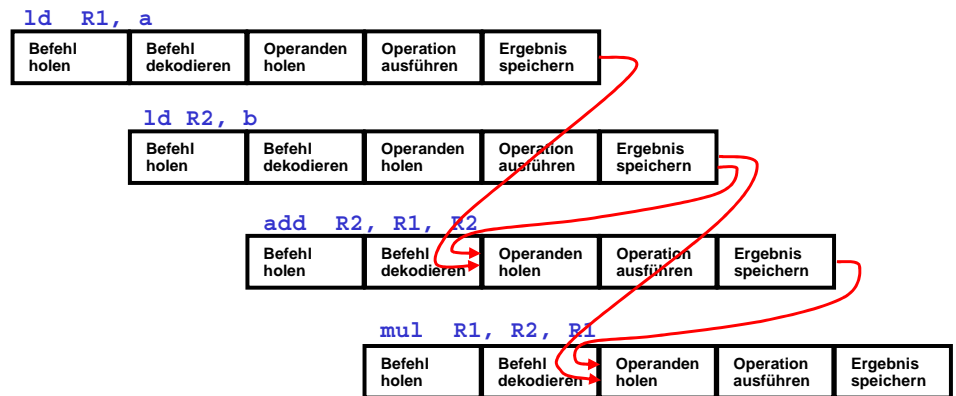 ld R1, a
Befehl holen
Befehl dekodieren
Operanden holen
Operation ausführen
Ergebnis speichern
ld R2, b
Befehl holen
Befehl dekodieren
Operanden holen
Operation ausführen
Ergebnis speichern
add R2, R1, R2
Befehl holen
Befehl dekodieren
Operanden holen
Operation ausführen
Ergebnis speichern
mul R1, R2, R1
Befehl holen
Befehl dekodieren
Operanden holen
Operation ausführen
Ergebnis speichern